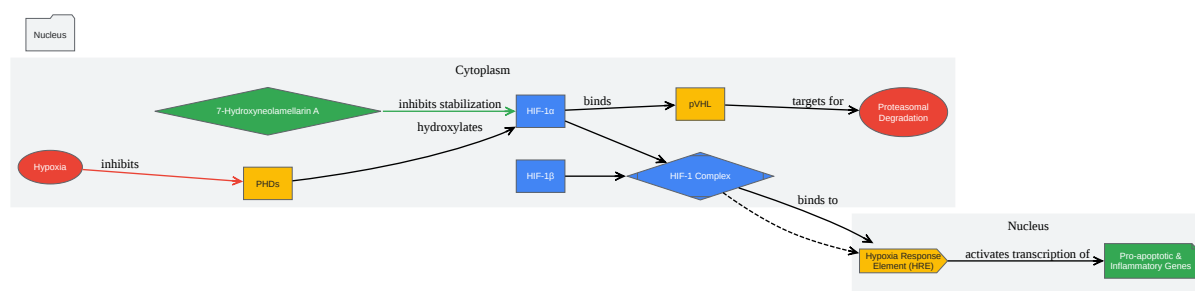 Nucleus
Cytoplasm
7-Hydroxyneolamellarin A
inhibits stabilization
HIF-1α
binds
pVHL
targets for
Proteasomal
Degradation
hydroxylates
Hypoxia
inhibits
PHDs
HIF-1β
HIF-1 Complex
binds to
Nucleus
Hypoxia Response
Element (HRE)
activates transcription of
Pro-apoptotic &
Inflammatory Genes